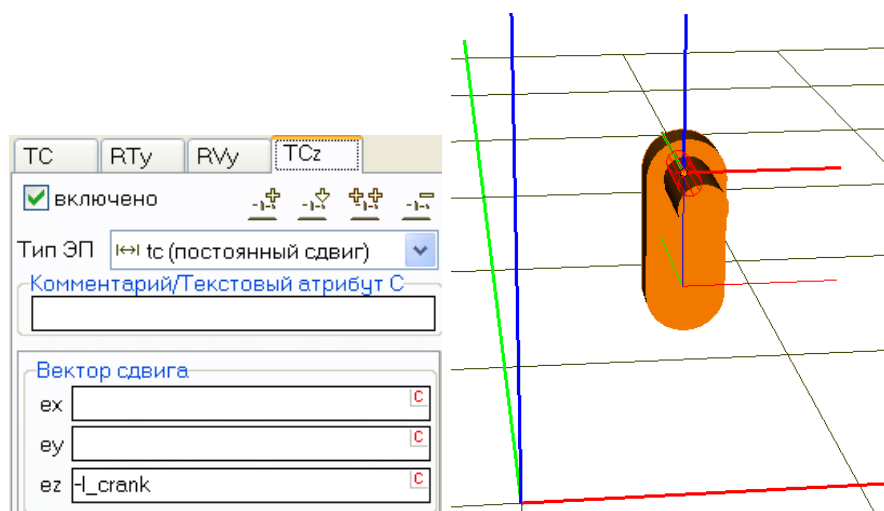 TC RTy RVy TCz
включено
Тип ЭП tc (постоянный сдвиг)
Комментарий/Текстовый атрибут C
Вектор сдвига
ex C
ey C
ez -l_crank C